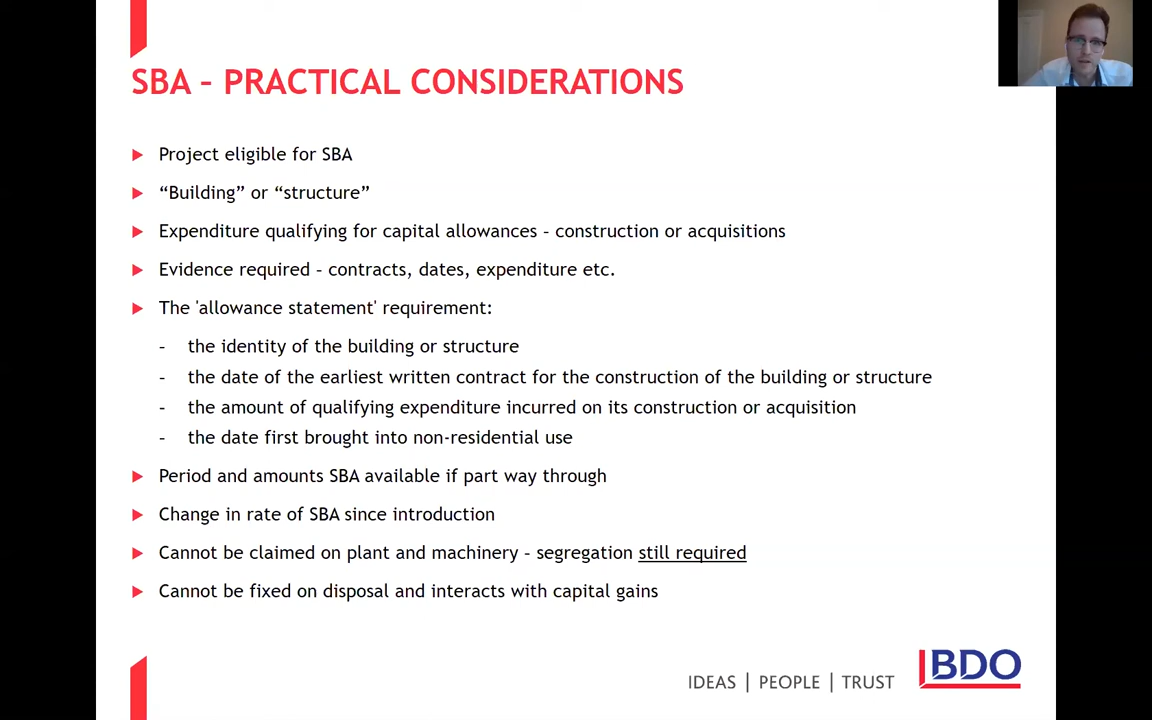 SBA – PRACTICAL CONSIDERATIONS
Project eligible for SBA
“Building” or “structure”
Expenditure qualifying for capital allowances – construction or acquisitions
Evidence required – contracts, dates, expenditure etc.
The 'allowance statement' requirement:
- the identity of the building or structure
- the date of the earliest written contract for the construction of the building or structure
- the amount of qualifying expenditure incurred on its construction or acquisition
- the date first brought into non-residential use
Period and amounts SBA available if part way through
Change in rate of SBA since introduction
Cannot be claimed on plant and machinery – segregation still required
Cannot be fixed on disposal and interacts with capital gains
IDEAS | PEOPLE | TRUST
BDO